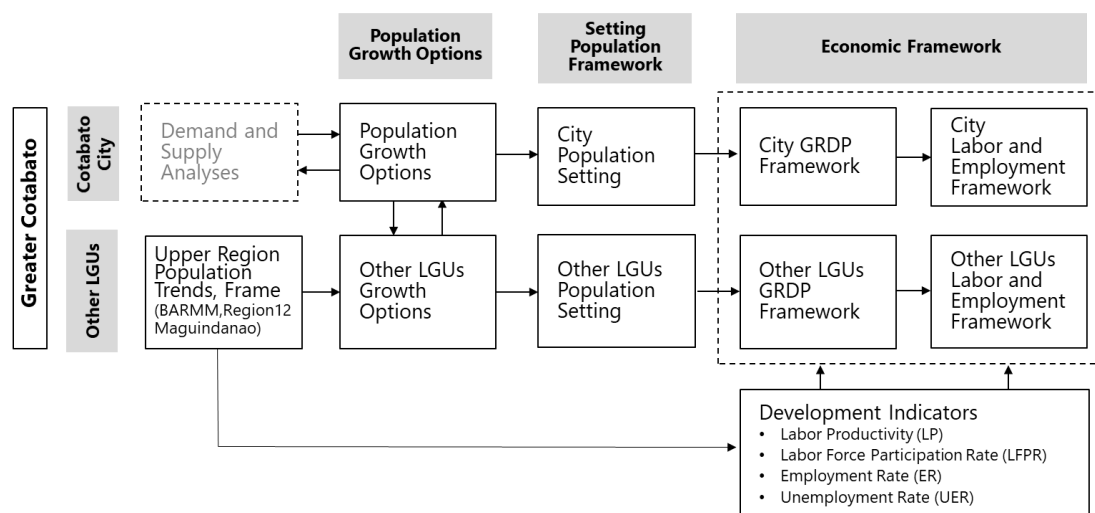 Population
Growth Options
Setting
Population
Framework
Economic Framework
Greater Cotabato
Cotabato
City
Demand and
Supply
Analyses
Population
Growth
Options
City
Population
Setting
City GRDP
Framework
City
Labor and
Employment
Framework
Other LGUs
Upper Region
Population
Trends, Frame
(BARMM,Region12
Maguindanao)
Other LGUs
Growth
Options
Other LGUs
Population
Setting
Other LGUs
GRDP
Framework
Other LGUs
Labor and
Employment
Framework
Development Indicators
• Labor Productivity (LP)
• Labor Force Participation Rate (LFPR)
• Employment Rate (ER)
• Unemployment Rate (UER)